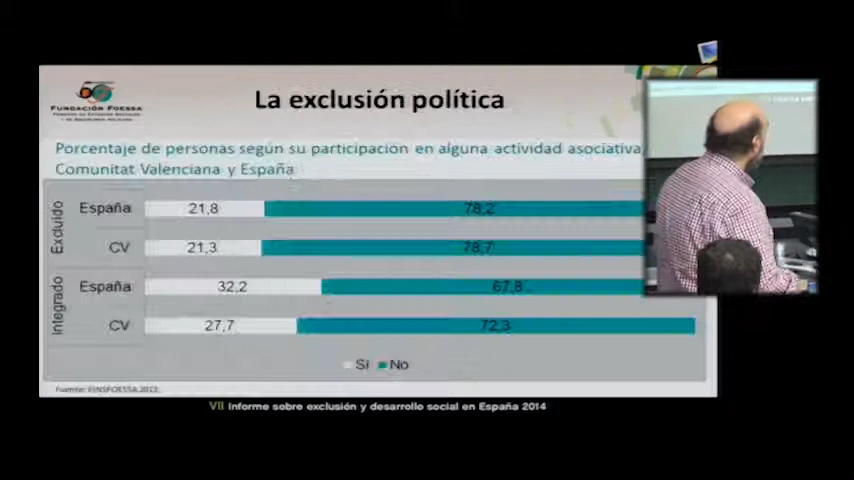 FUNDACIÓN FOESSA
La exclusión política
Porcentaje de personas según su participación en alguna actividad asociativa
Comunitat Valenciana y España
Excluido
España
21,8
78,2
CV
21,3
78,7
Integrado
España
32,2
67,8
CV
27,7
72,3
Sí
No
Fuente: EINSFOESSA 2013.
VII Informe sobre exclusión y desarrollo social en España 2014